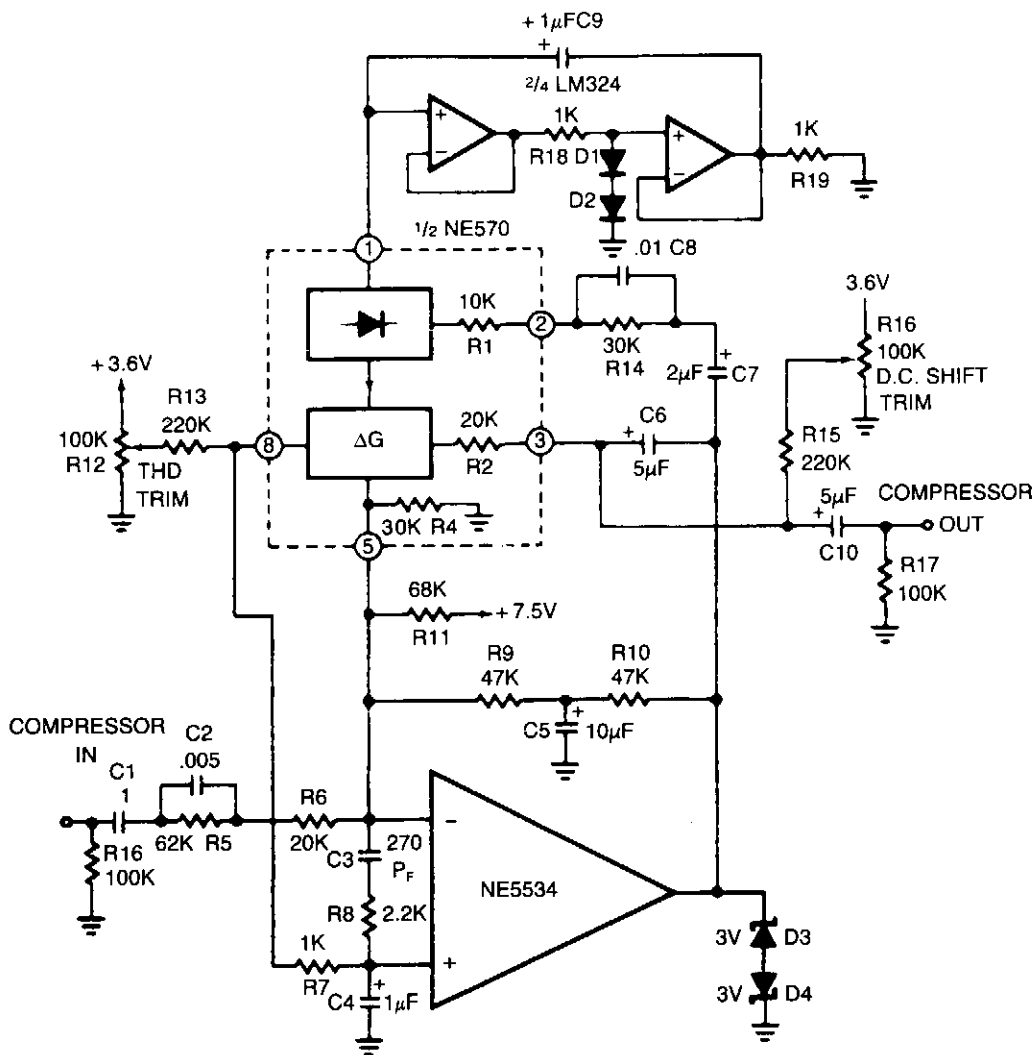 + 1µFC9
+
2/4 LM324
+
−
1K
R18
D1
D2
+
−
1K
R19
1/2 NE570
1
.01 C8
10K
R1
2
30K
R14
+
2µF
C7
3.6V
R16
100K
D.C. SHIFT
TRIM
+ 3.6V
R13
220K
100K
R12
THD
TRIM
8
ΔG
20K
R2
3
C6
+
5µF
R15
220K
30K R4
5
5µF
+
C10
COMPRESSOR
OUT
R17
100K
68K
R11
+ 7.5V
R9
47K
R10
47K
C5
+
10µF
COMPRESSOR
IN
C1
1
C2
.005
62K R5
R16
100K
R6
20K
C3
270
PF
R8
2.2K
1K
R7
C4
+
1µF
−
+
NE5534
3V
D3
3V
D4